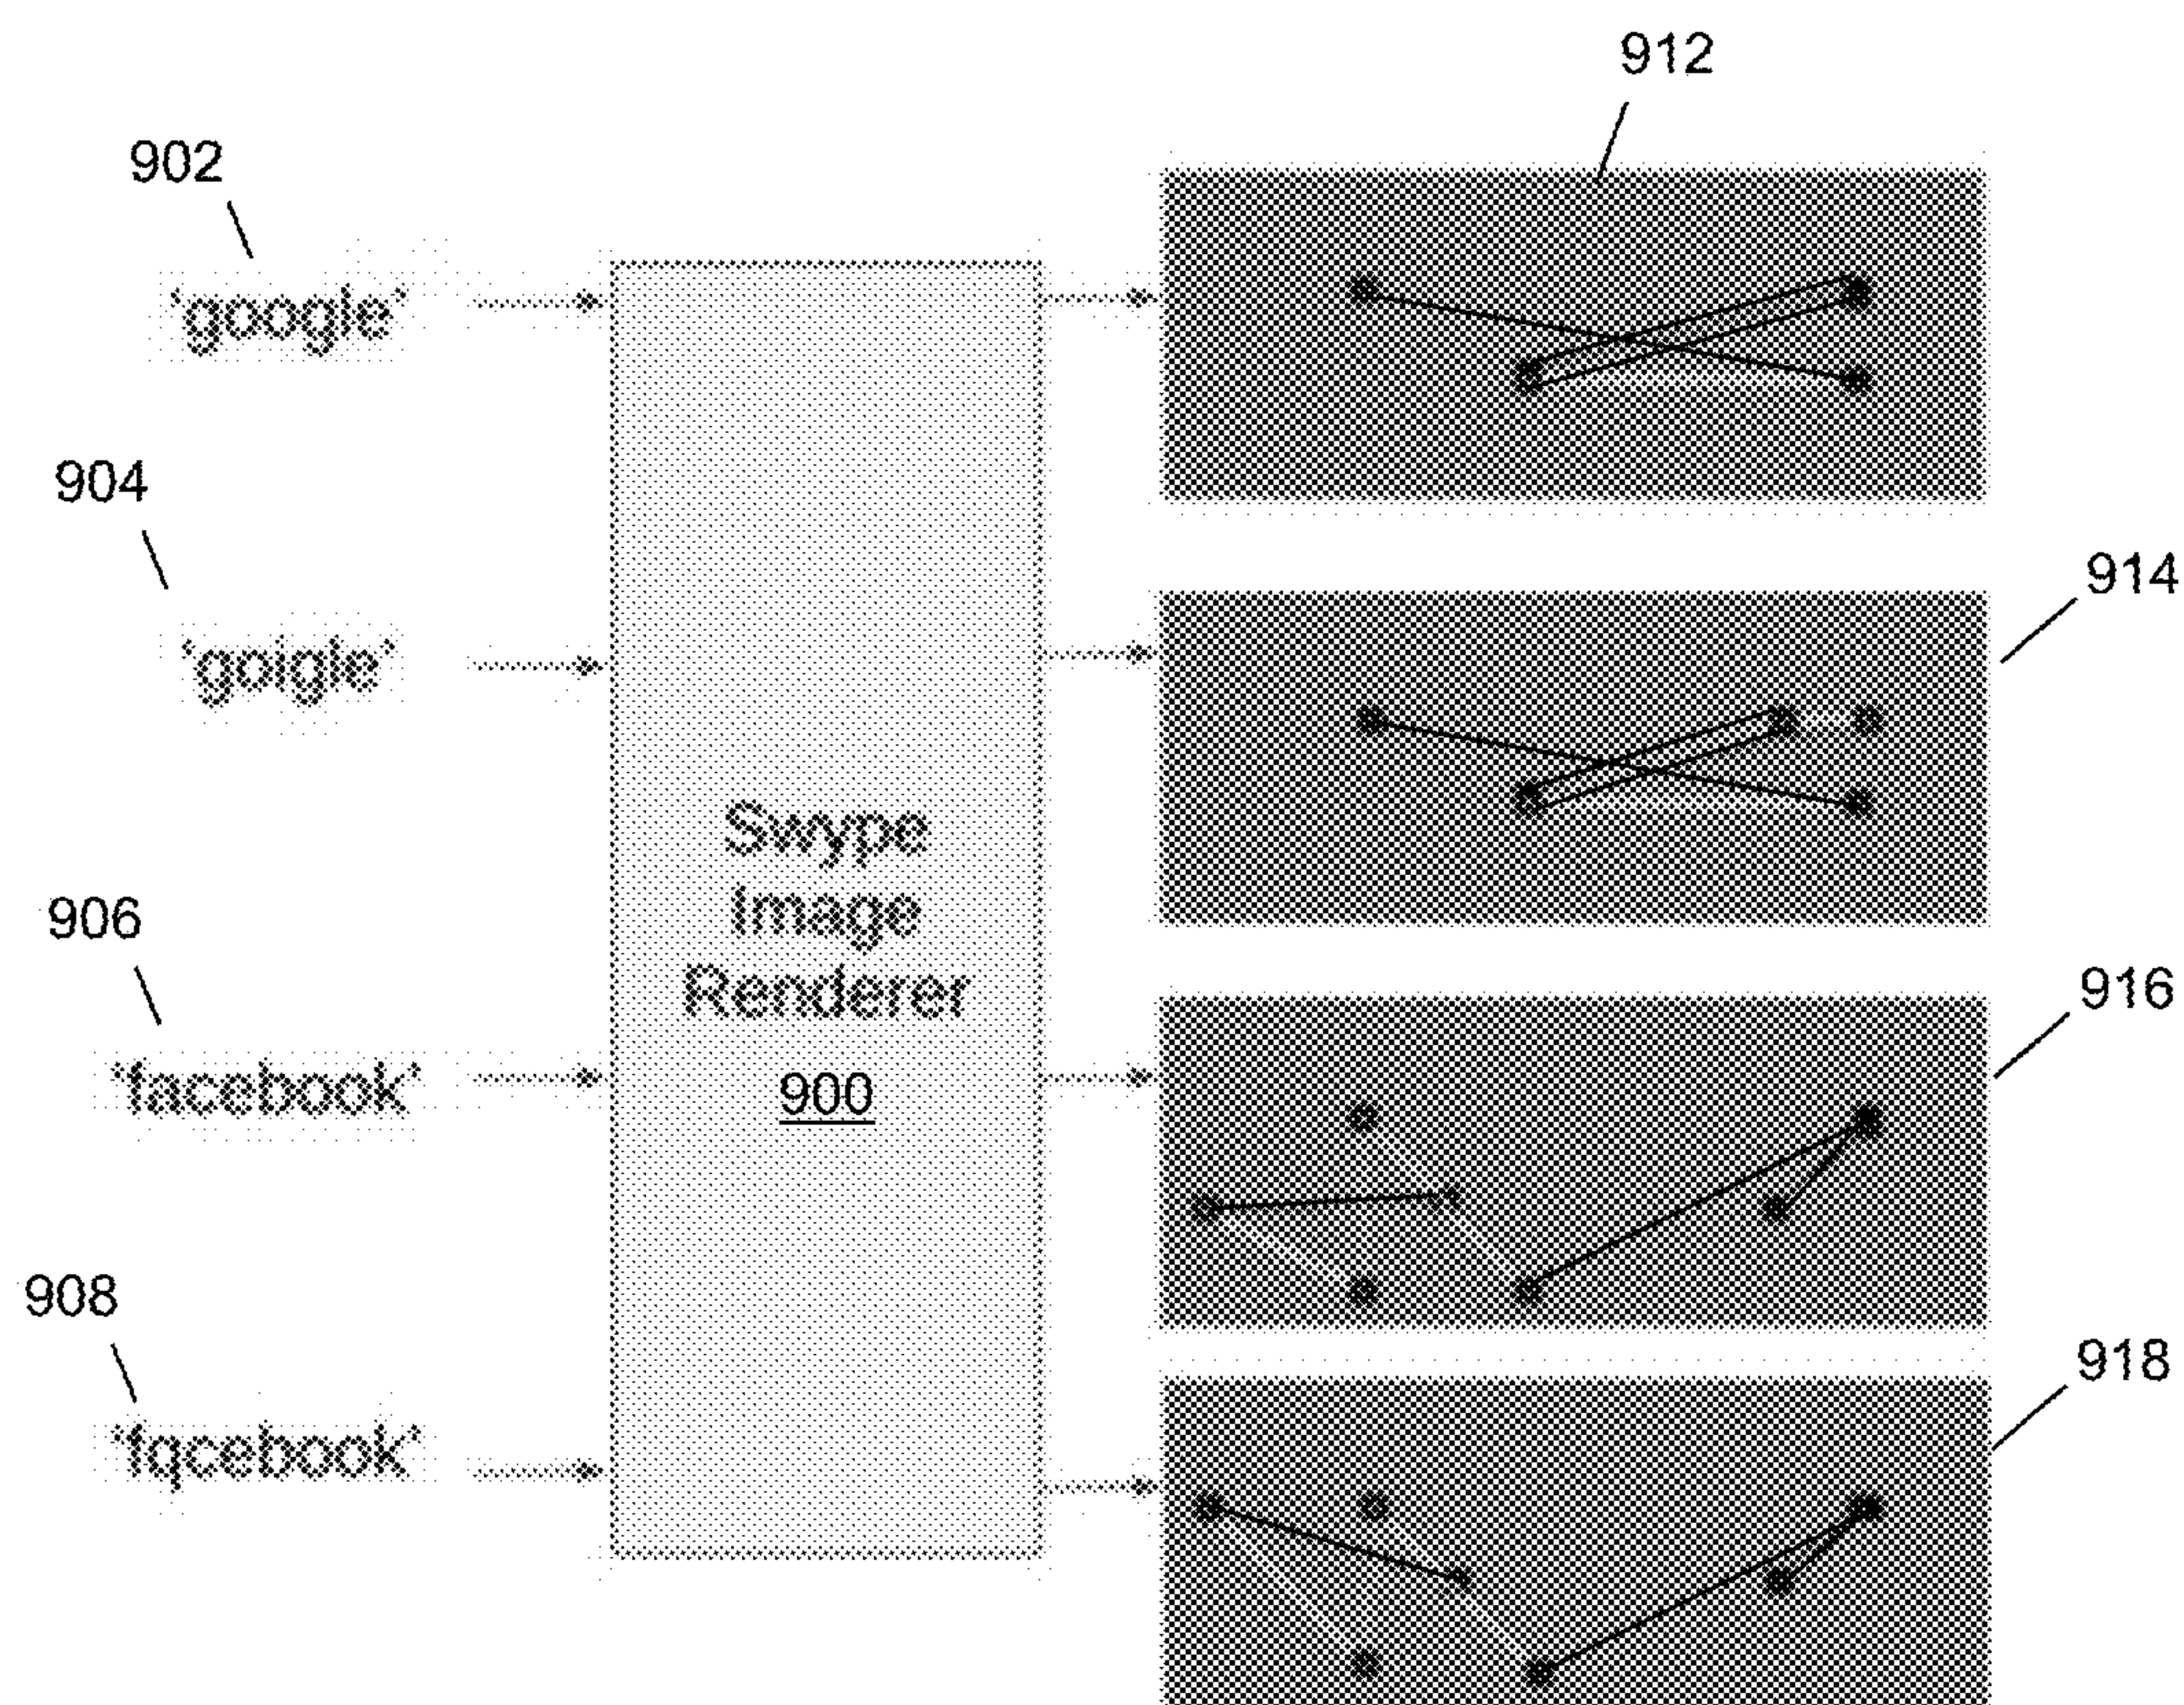 912
902
'google'
904
'goigle'
914
Swype
Image
Renderer
900
906
'facebook'
916
908
'fqcebook'
918